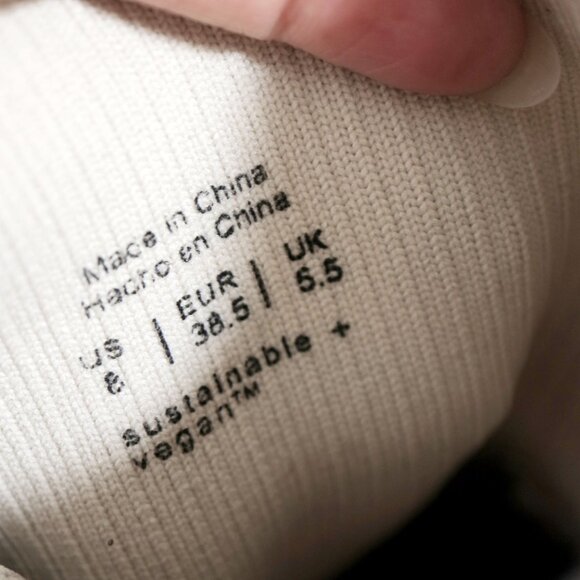 Made in China
Hecho en China
US | EUR | UK
8 | 38.5 | 5.5
sustainable +
vegan™